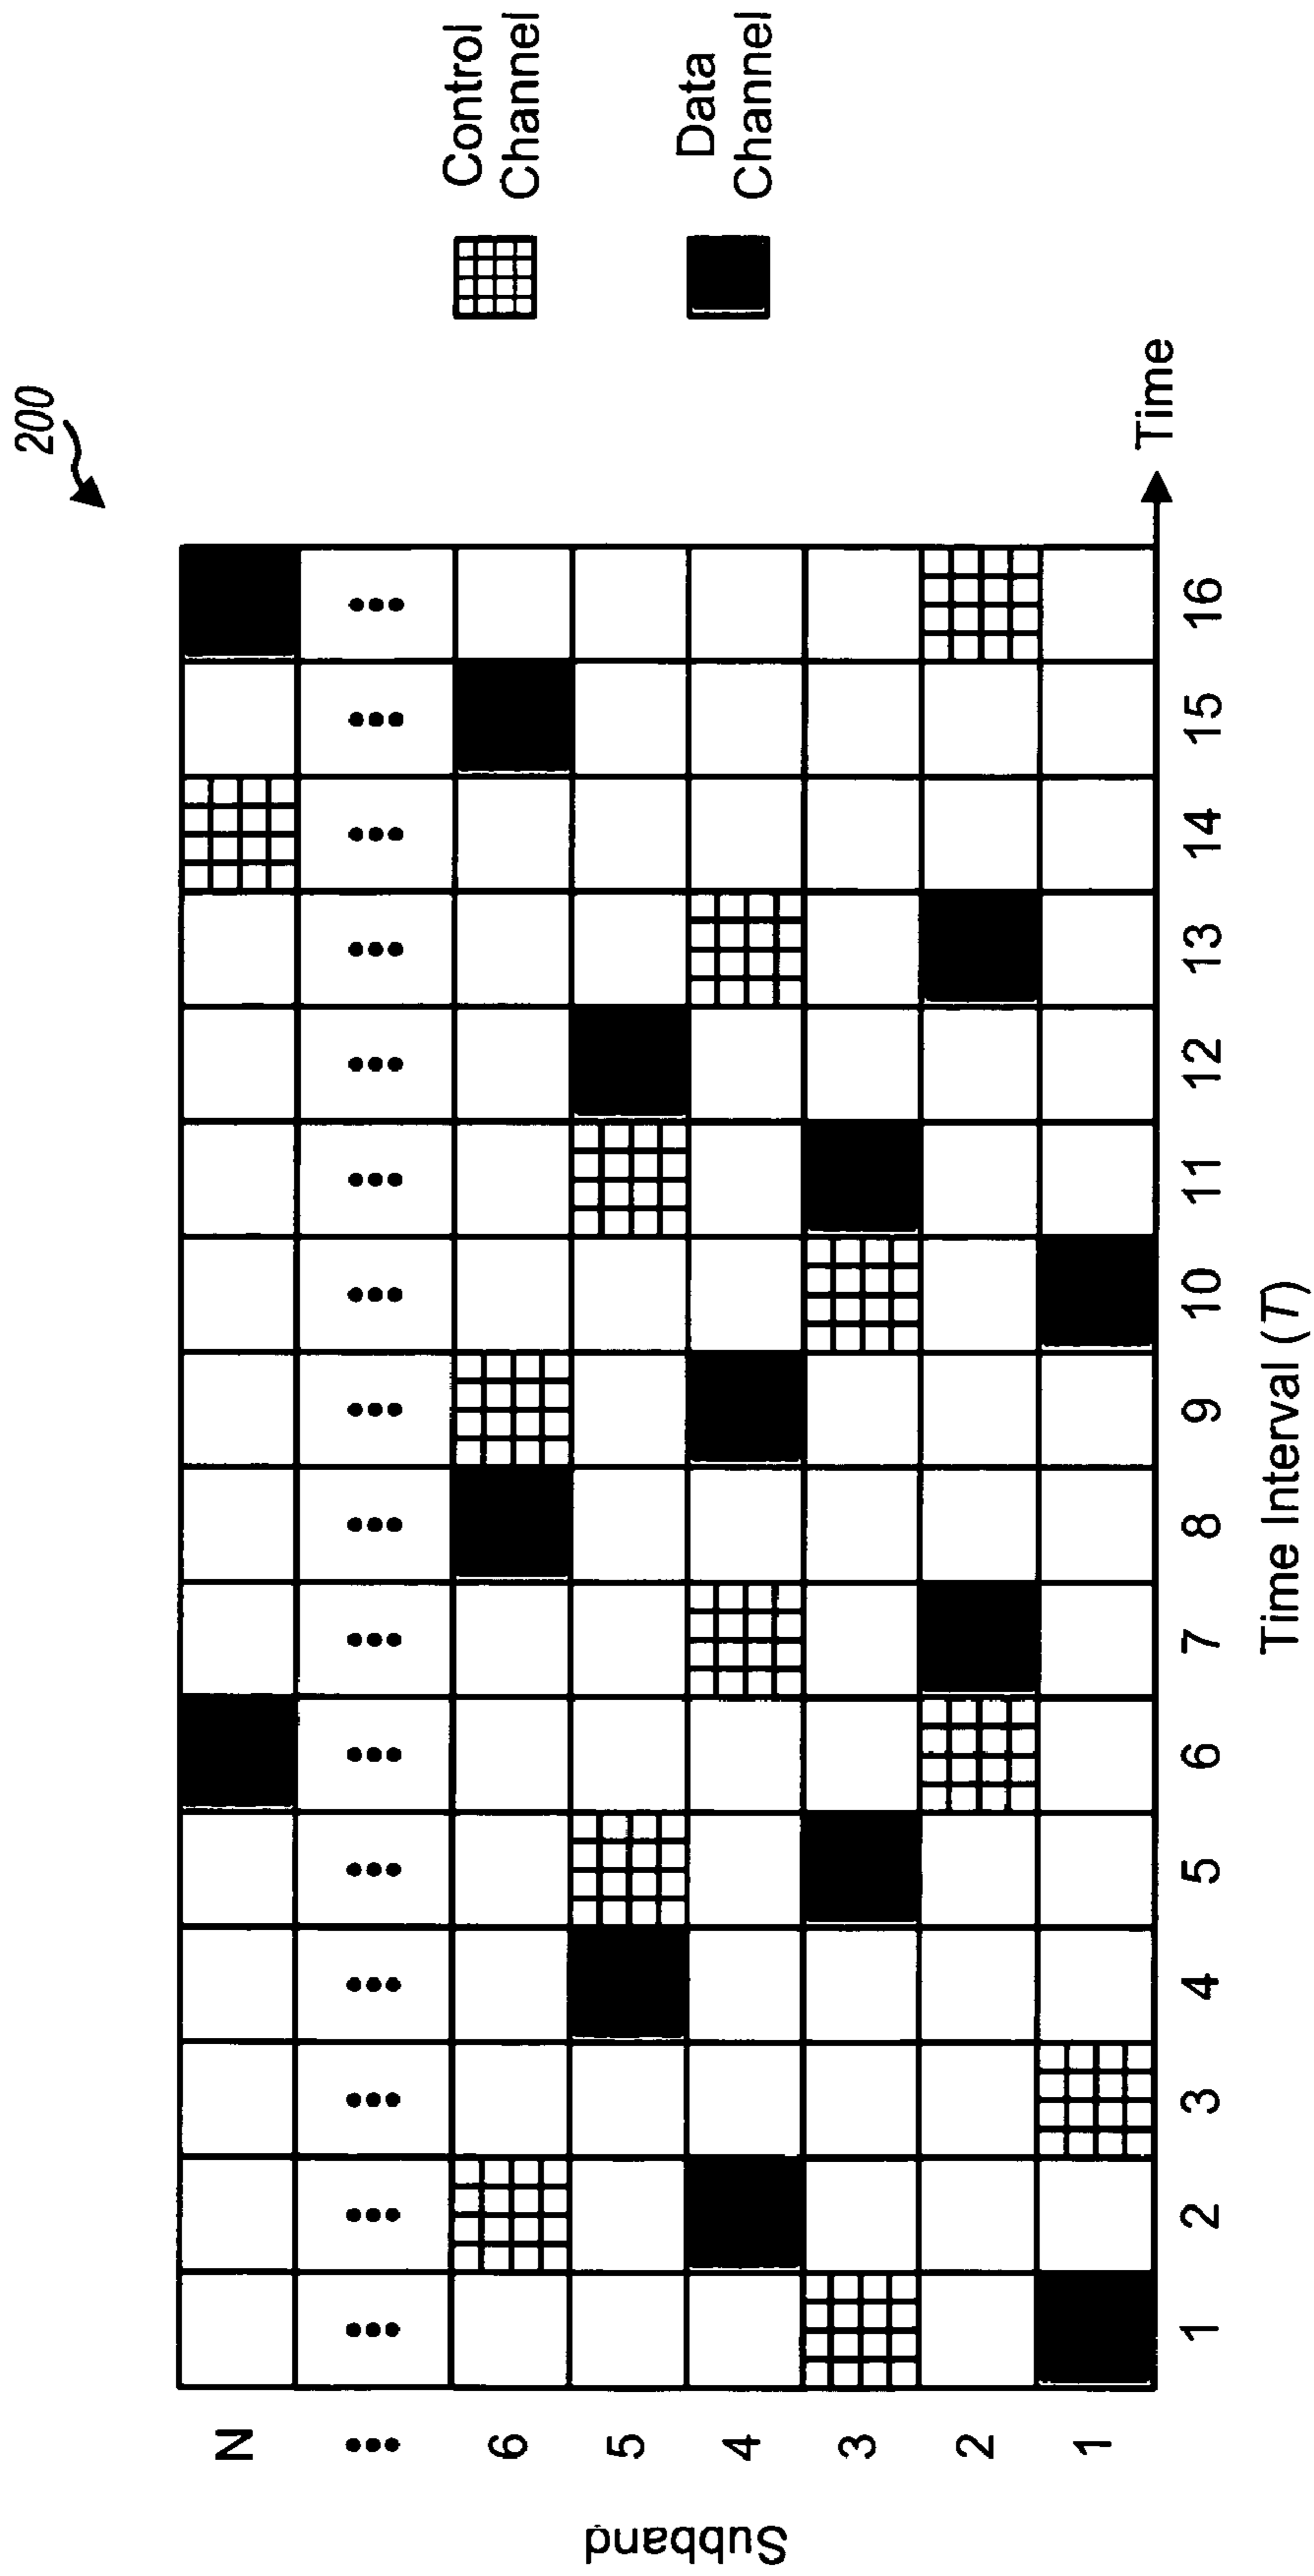 200
N ••• ••• ••• ••• ••• ••• ••• ••• ••• ••• ••• ••• ••• ••• ••• ••• •••
6
5
4
3
2
1
Subband
1 2 3 4 5 6 7 8 9 10 11 12 13 14 15 16
Time
Time Interval (T)
Control
Channel
Data
Channel